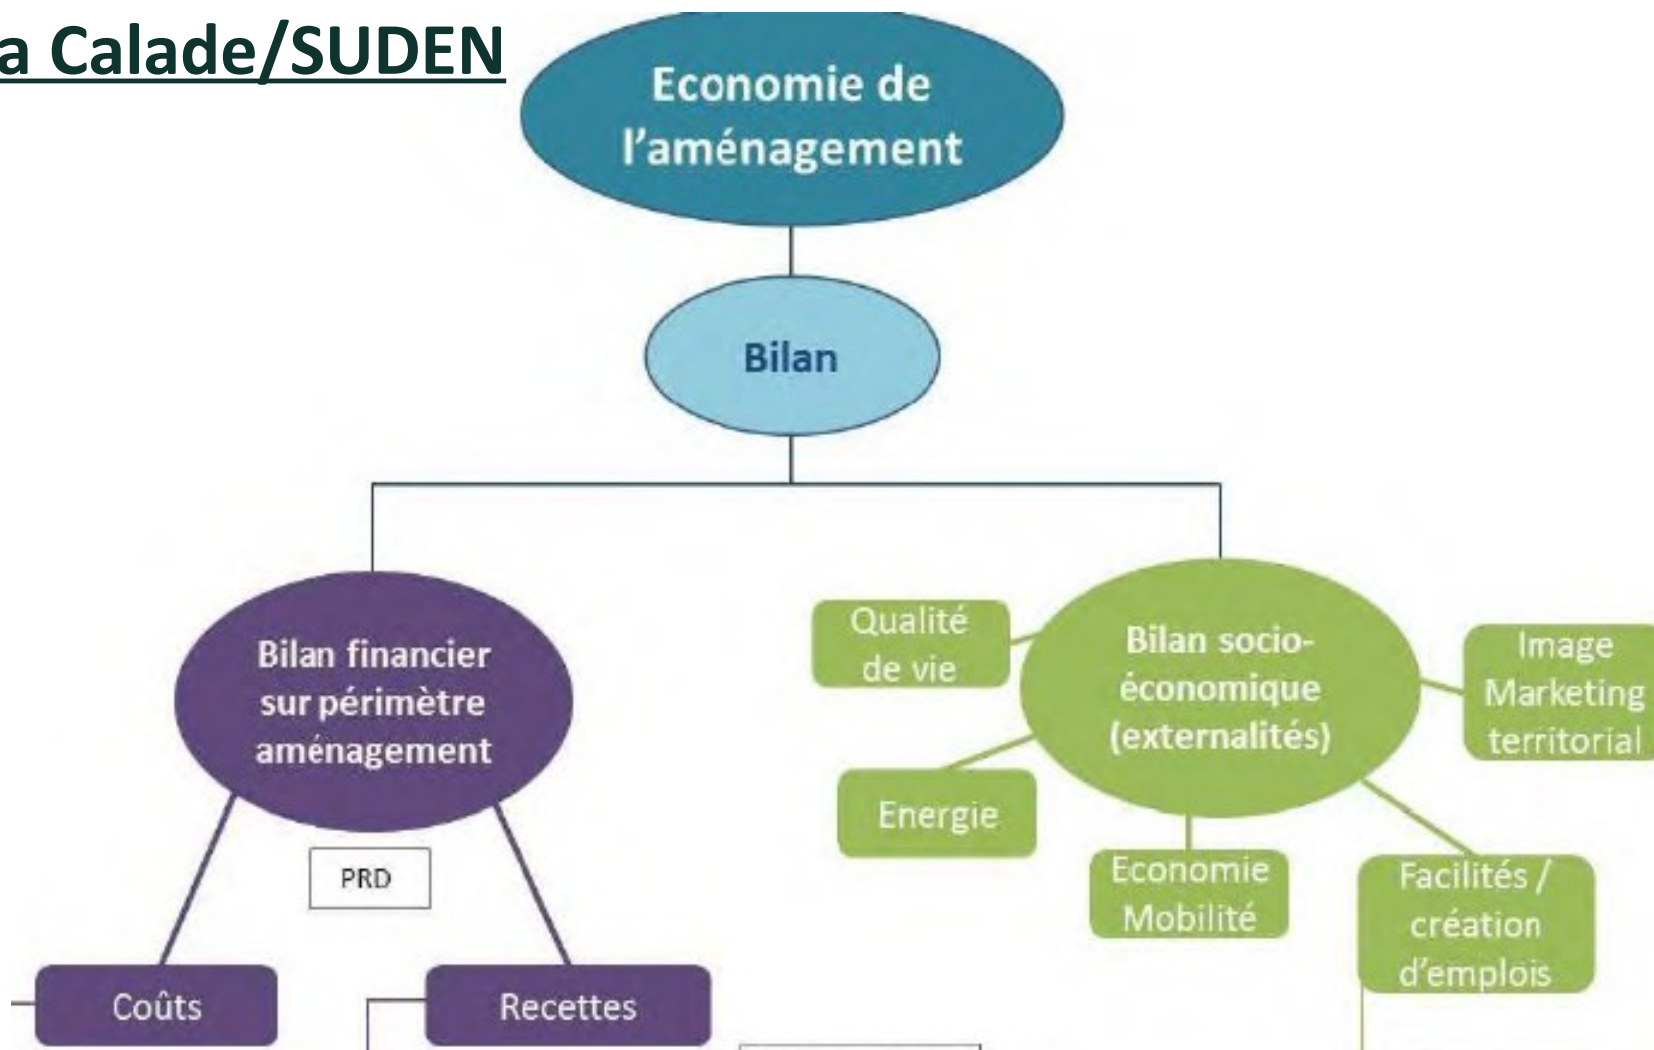 a Calade/SUDEN
Economie de
l'aménagement
Bilan
Bilan financier
sur périmètre
aménagement
PRD
Coûts
Recettes
Bilan socio-
économique
(externalités)
Qualité
de vie
Energie
Economie
Mobilité
Facilités /
création
d'emplois
Image
Marketing
territorial